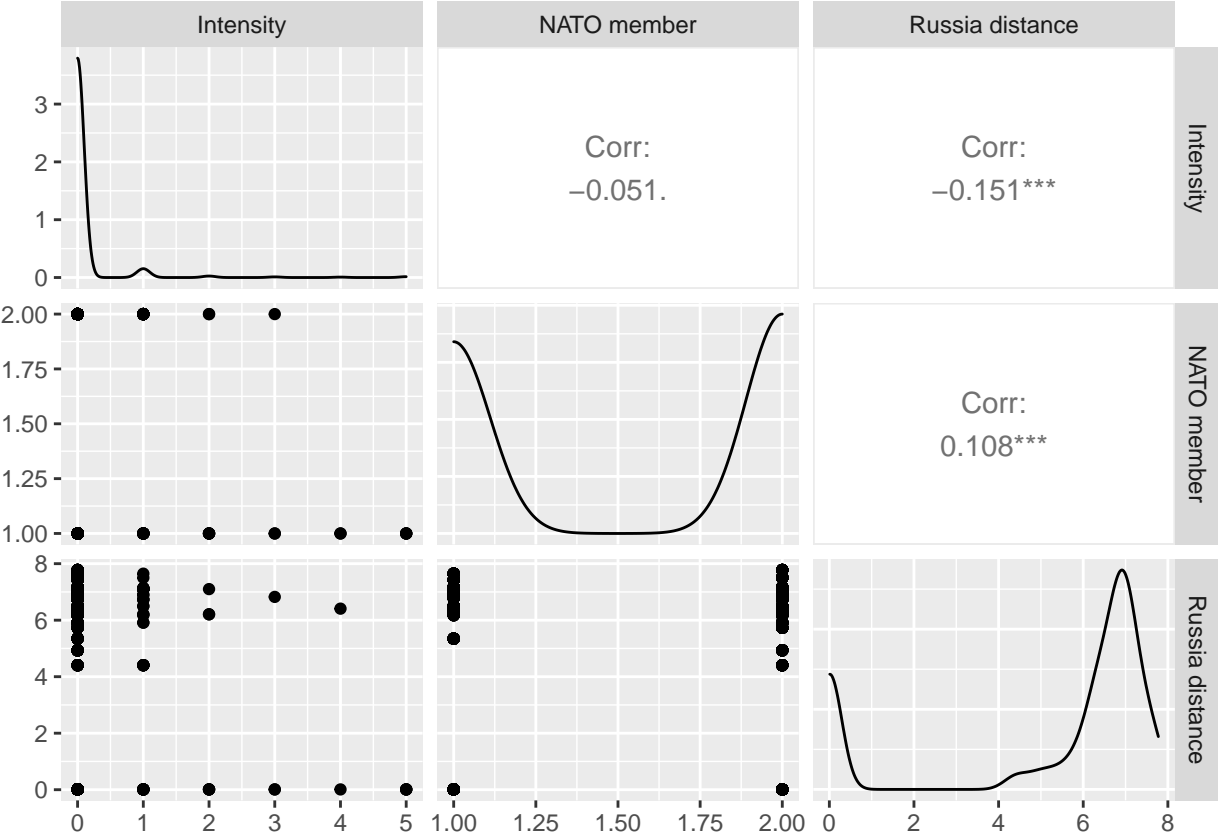 Intensity NATO member Russia distance
3
2
1
0
Corr:
−0.051.
Corr:
−0.151***
Intensity
2.00
1.75
1.50
1.25
1.00
Corr:
0.108***
NATO member
8
6
4
2
0
Russia distance
0 1 2 3 4 5 1.00 1.25 1.50 1.75 2.00 0 2 4 6 8